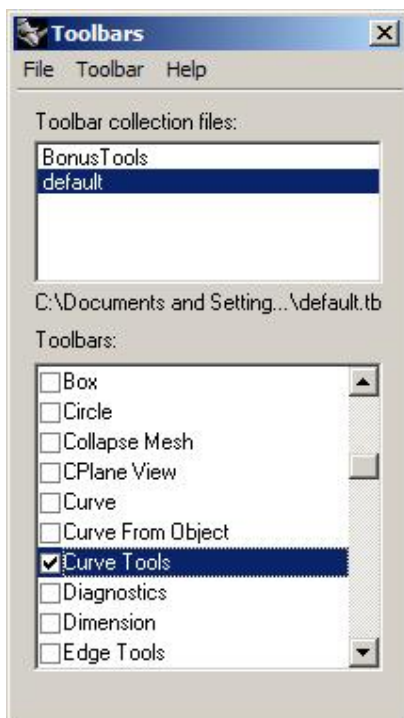 Toolbars
File Toolbar Help
Toolbar collection files:
BonusTools
default
C:\Documents and Setting...\default.tb
Toolbars:
Box
Circle
Collapse Mesh
CPlane View
Curve
Curve From Object
Curve Tools
Diagnostics
Dimension
Edge Tools